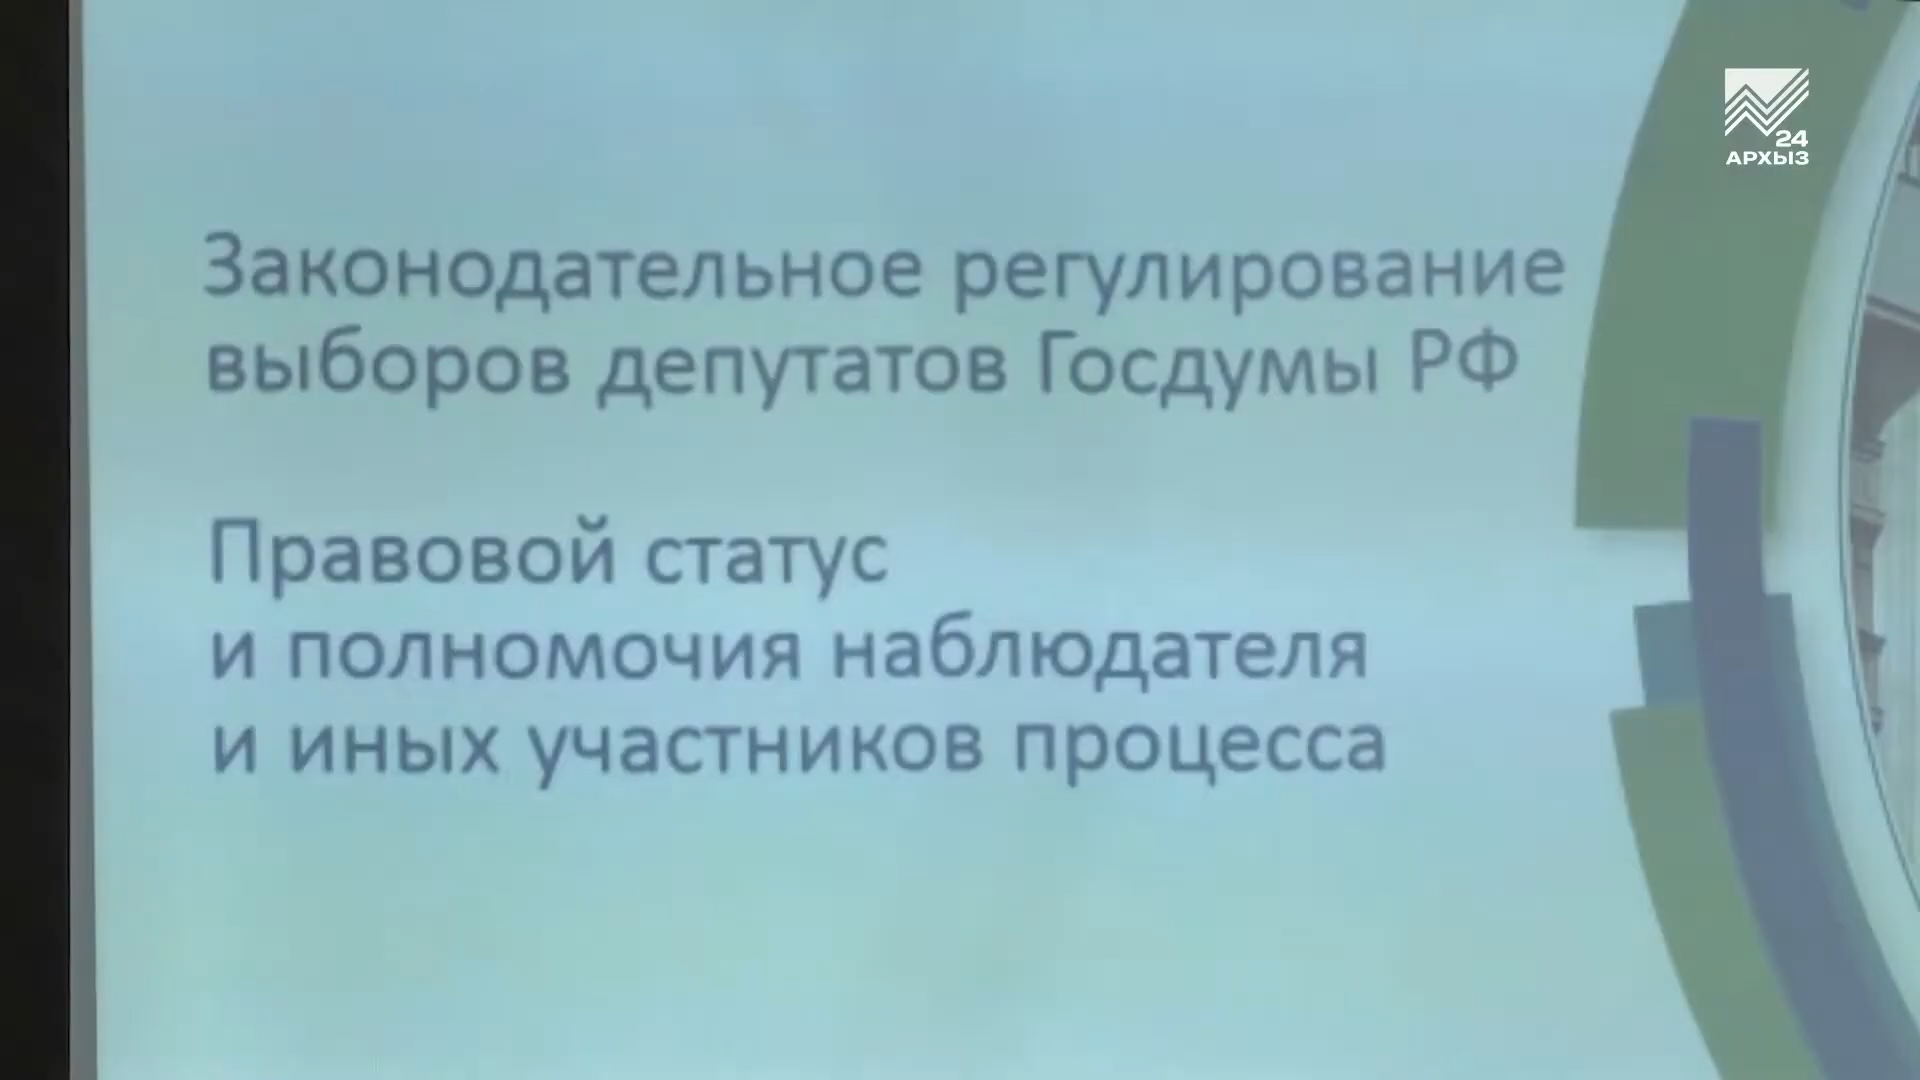 24
АРХЫЗ
Законодательное регулирование
выборов депутатов Госдумы РФ
Правовой статус
и полномочия наблюдателя
и иных участников процесса